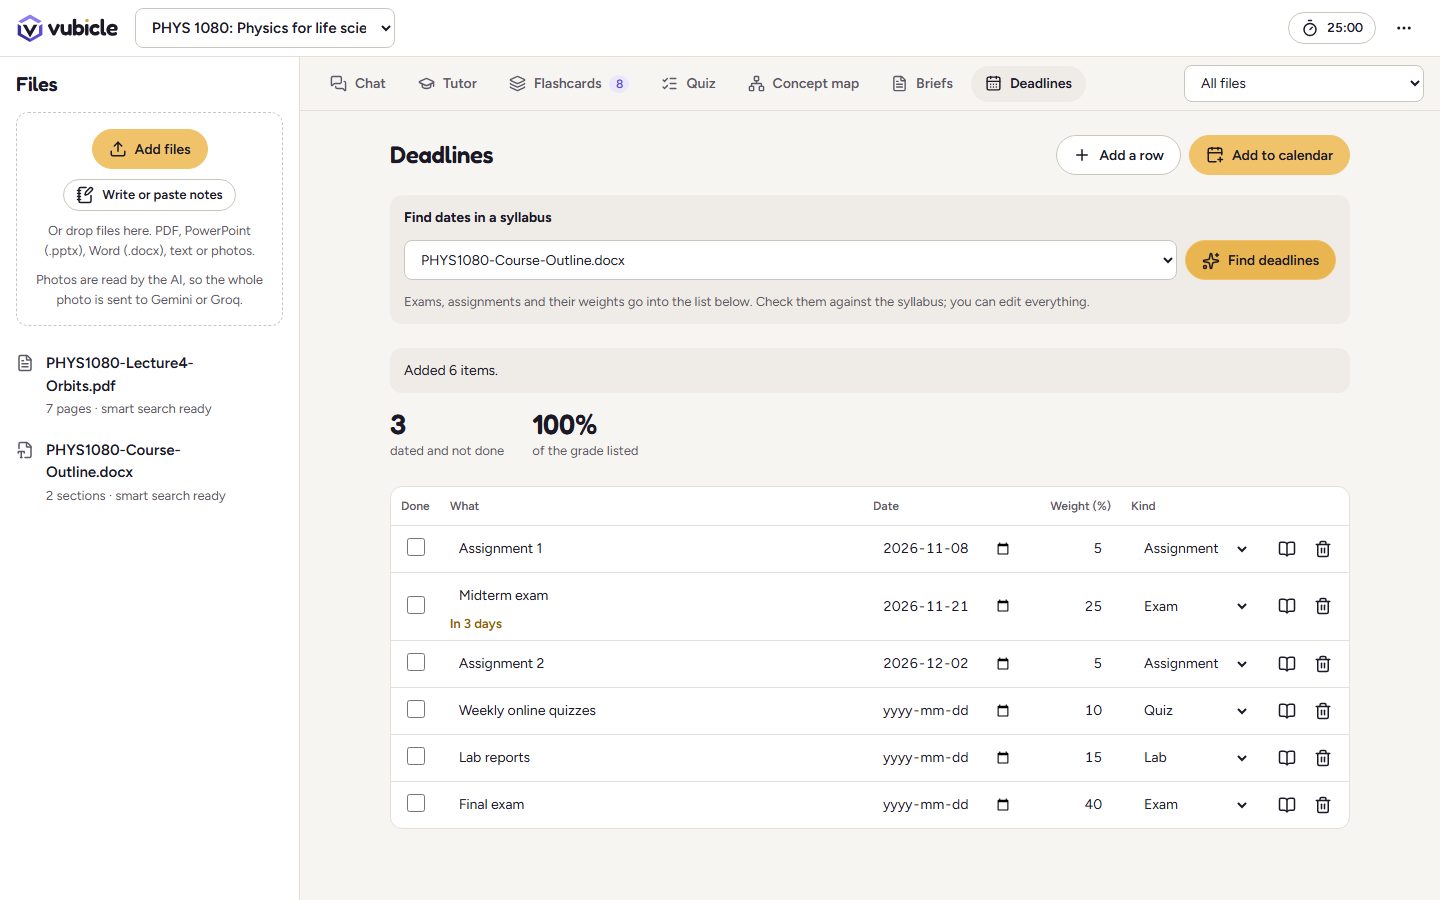 vubicle
PHYS 1080: Physics for life scie
25:00
Files
Add files
Write or paste notes
Or drop files here. PDF, PowerPoint
(.pptx), Word (.docx), text or photos.
Photos are read by the AI, so the whole
photo is sent to Gemini or Groq.
PHYS1080-Lecture4-
Orbits.pdf
7 pages · smart search ready
PHYS1080-Course-
Outline.docx
2 sections · smart search ready
Chat Tutor Flashcards 8 Quiz Concept map Briefs Deadlines
All files
Deadlines
Add a row
Add to calendar
Find dates in a syllabus
PHYS1080-Course-Outline.docx
Find deadlines
Exams, assignments and their weights go into the list below. Check them against the syllabus; you can edit everything.
Added 6 items.
3
dated and not done
100%
of the grade listed
Done What Date Weight (%) Kind
Assignment 1 2026-11-08 5 Assignment
Midterm exam 2026-11-21 25 Exam
In 3 days
Assignment 2 2026-12-02 5 Assignment
Weekly online quizzes yyyy-mm-dd 10 Quiz
Lab reports yyyy-mm-dd 15 Lab
Final exam yyyy-mm-dd 40 Exam